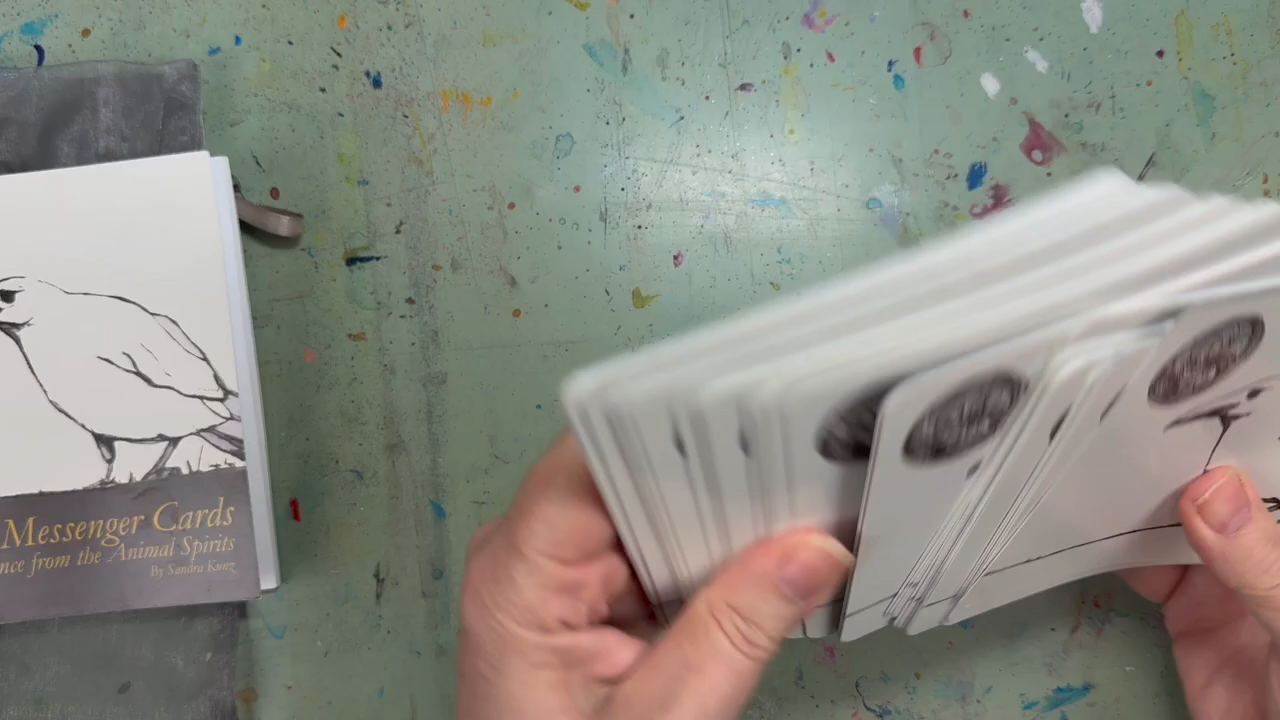 Messenger Cards
nce from the Animal Spirits
By Sandra Kunz